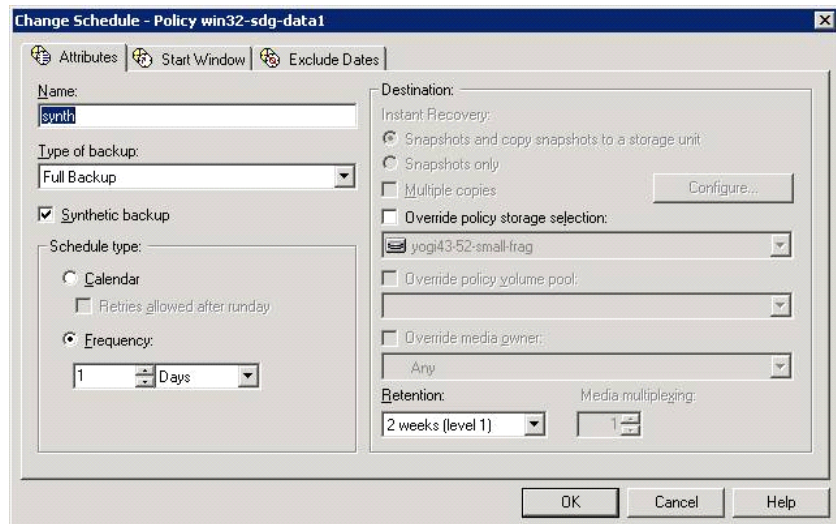 Change Schedule - Policy win32-sdg-data1
Attributes
Start Window
Exclude Dates
Name:
synth
Type of backup:
Full Backup
Synthetic backup
Schedule type:
Calendar
Retries allowed after runday
Frequency:
1
Days
Destination:
Instant Recovery:
Snapshots and copy snapshots to a storage unit
Snapshots only
Multiple copies
Configure...
Override policy storage selection:
yogi43-52-small-frag
Override policy volume pool:
Override media owner:
Any
Retention:
2 weeks (level 1)
Media multiplexing:
1
OK
Cancel
Help